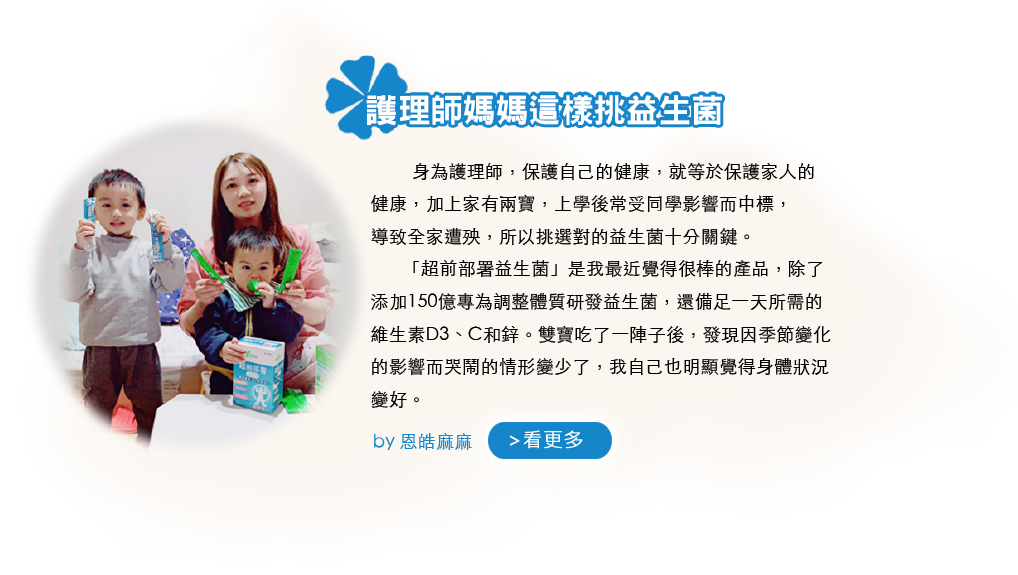 護理師媽媽這樣挑益生菌
身為護理師，保護自己的健康，就等於保護家人的
健康，加上家有兩寶，上學後常受同學影響而中標，
導致全家遭殃，所以挑選對的益生菌十分關鍵。
「超前部署益生菌」是我最近覺得很棒的產品，除了
添加150億專為調整體質研發益生菌，還備足一天所需的
維生素D3、C和鋅。雙寶吃了一陣子後，發現因季節變化
的影響而哭鬧的情形變少了，我自己也明顯覺得身體狀況
變好。
by 恩皓麻麻 >看更多
超前部署